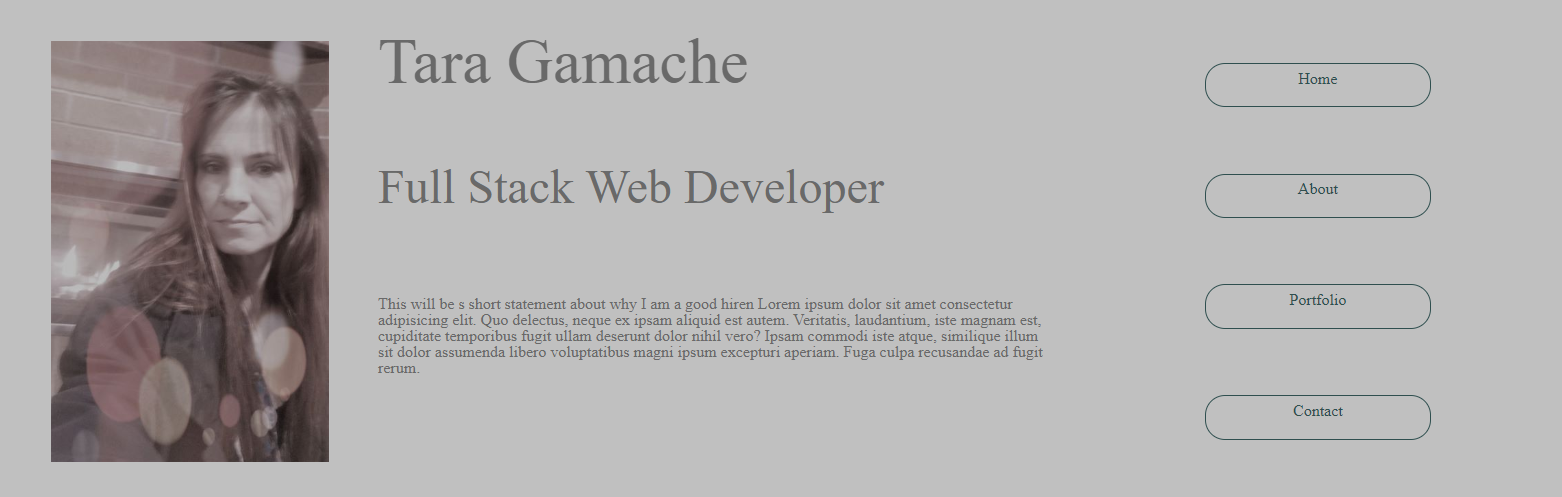 Tara Gamache
Full Stack Web Developer
This will be s short statement about why I am a good hiren Lorem ipsum dolor sit amet consectetur
adipisicing elit. Quo delectus, neque ex ipsam aliquid est autem. Veritatis, laudantium, iste magnam est,
cupiditate temporibus fugit ullam deserunt dolor nihil vero? Ipsam commodi iste atque, similique illum
sit dolor assumenda libero voluptatibus magni ipsum excepturi aperiam. Fuga culpa recusandae ad fugit
rerum.
Home
About
Portfolio
Contact